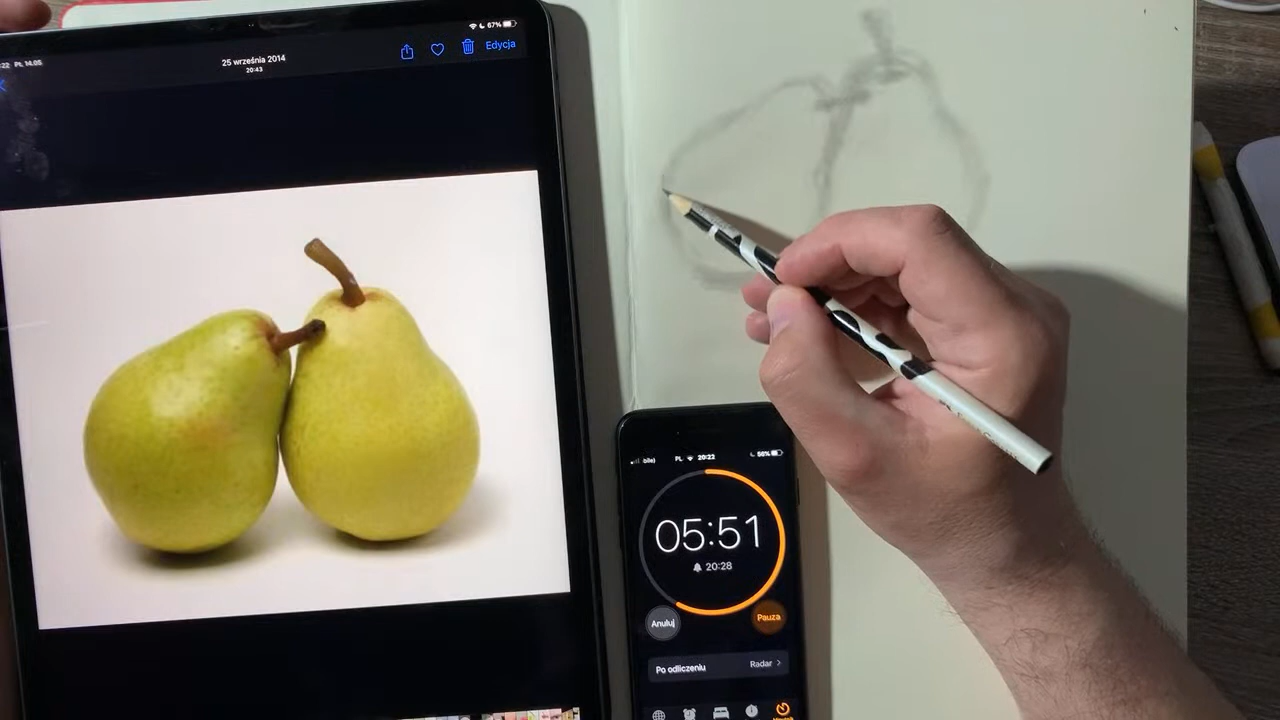 :22 Pt. 14.05
67%
25 września 2014
20:43
Edycja
PL 20:22 56%
05:51
20:28
Anuluj
Pauza
Po odliczeniu Radar >